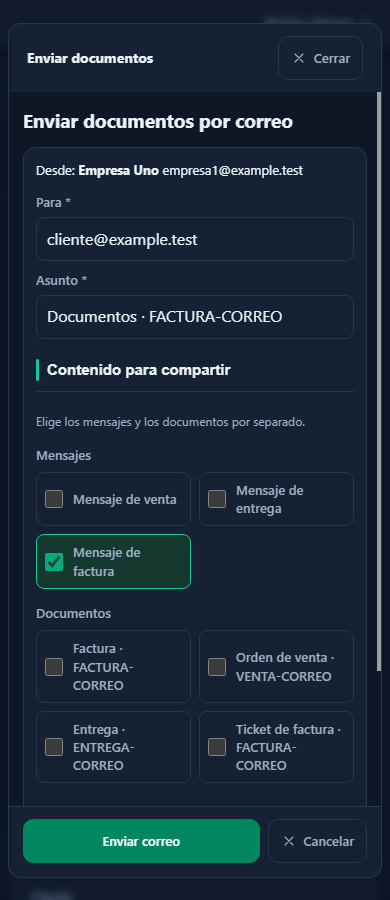 Enviar documentos
Cerrar
Enviar documentos por correo
Desde: Empresa Uno empresa1@example.test
Para *
cliente@example.test
Asunto *
Documentos · FACTURA-CORREO
Contenido para compartir
Elige los mensajes y los documentos por separado.
Mensajes
Mensaje de venta
Mensaje de
entrega
Mensaje de
factura
Documentos
Factura ·
FACTURA-
CORREO
Orden de venta ·
VENTA-CORREO
Entrega ·
ENTREGA-
CORREO
Ticket de factura ·
FACTURA-
CORREO
Enviar correo
Cancelar